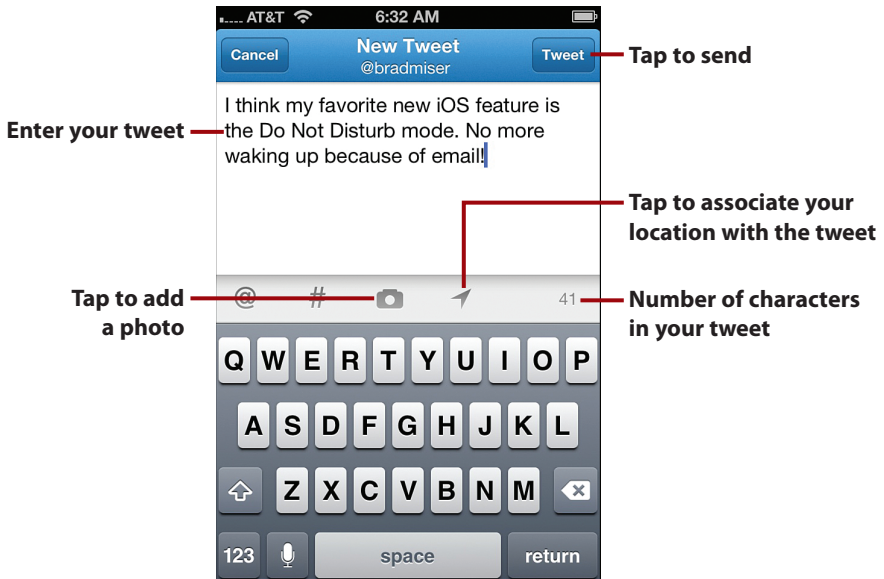 AT&T 6:32 AM
Cancel New Tweet Tweet
@bradmiser
Tap to send
I think my favorite new iOS feature is
the Do Not Disturb mode. No more
waking up because of email!
Enter your tweet
Tap to associate your
location with the tweet
@ # 41
Tap to add
a photo
Number of characters
in your tweet
Q W E R T Y U I O P
A S D F G H J K L
Z X C V B N M
123 space return